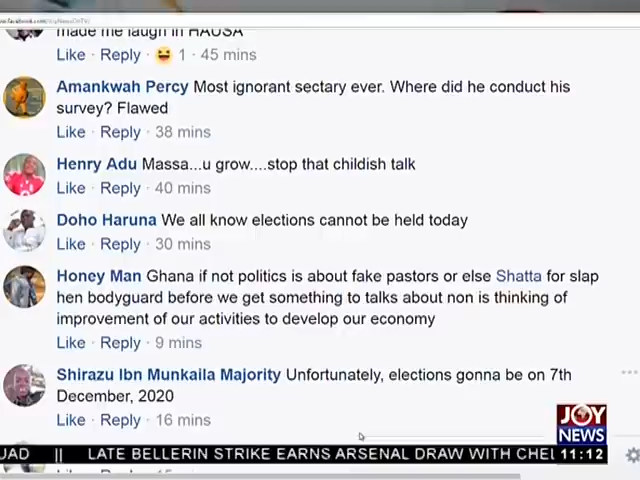 made me laugh in HAUSA
Like · Reply · 1 · 45 mins
Amankwah Percy Most ignorant sectary ever. Where did he conduct his
survey? Flawed
Like · Reply · 38 mins
Henry Adu Massa...u grow....stop that childish talk
Like · Reply · 40 mins
Doho Haruna We all know elections cannot be held today
Like · Reply · 30 mins
Honey Man Ghana if not politics is about fake pastors or else Shatta for slap
hen bodyguard before we get something to talks about non is thinking of
improvement of our activities to develop our economy
Like · Reply · 9 mins
Shirazu Ibn Munkaila Majority Unfortunately, elections gonna be on 7th
December, 2020
Like · Reply · 16 mins
JOY
NEWS
UAD || LATE BELLERIN STRIKE EARNS ARSENAL DRAW WITH CHEL 11:12